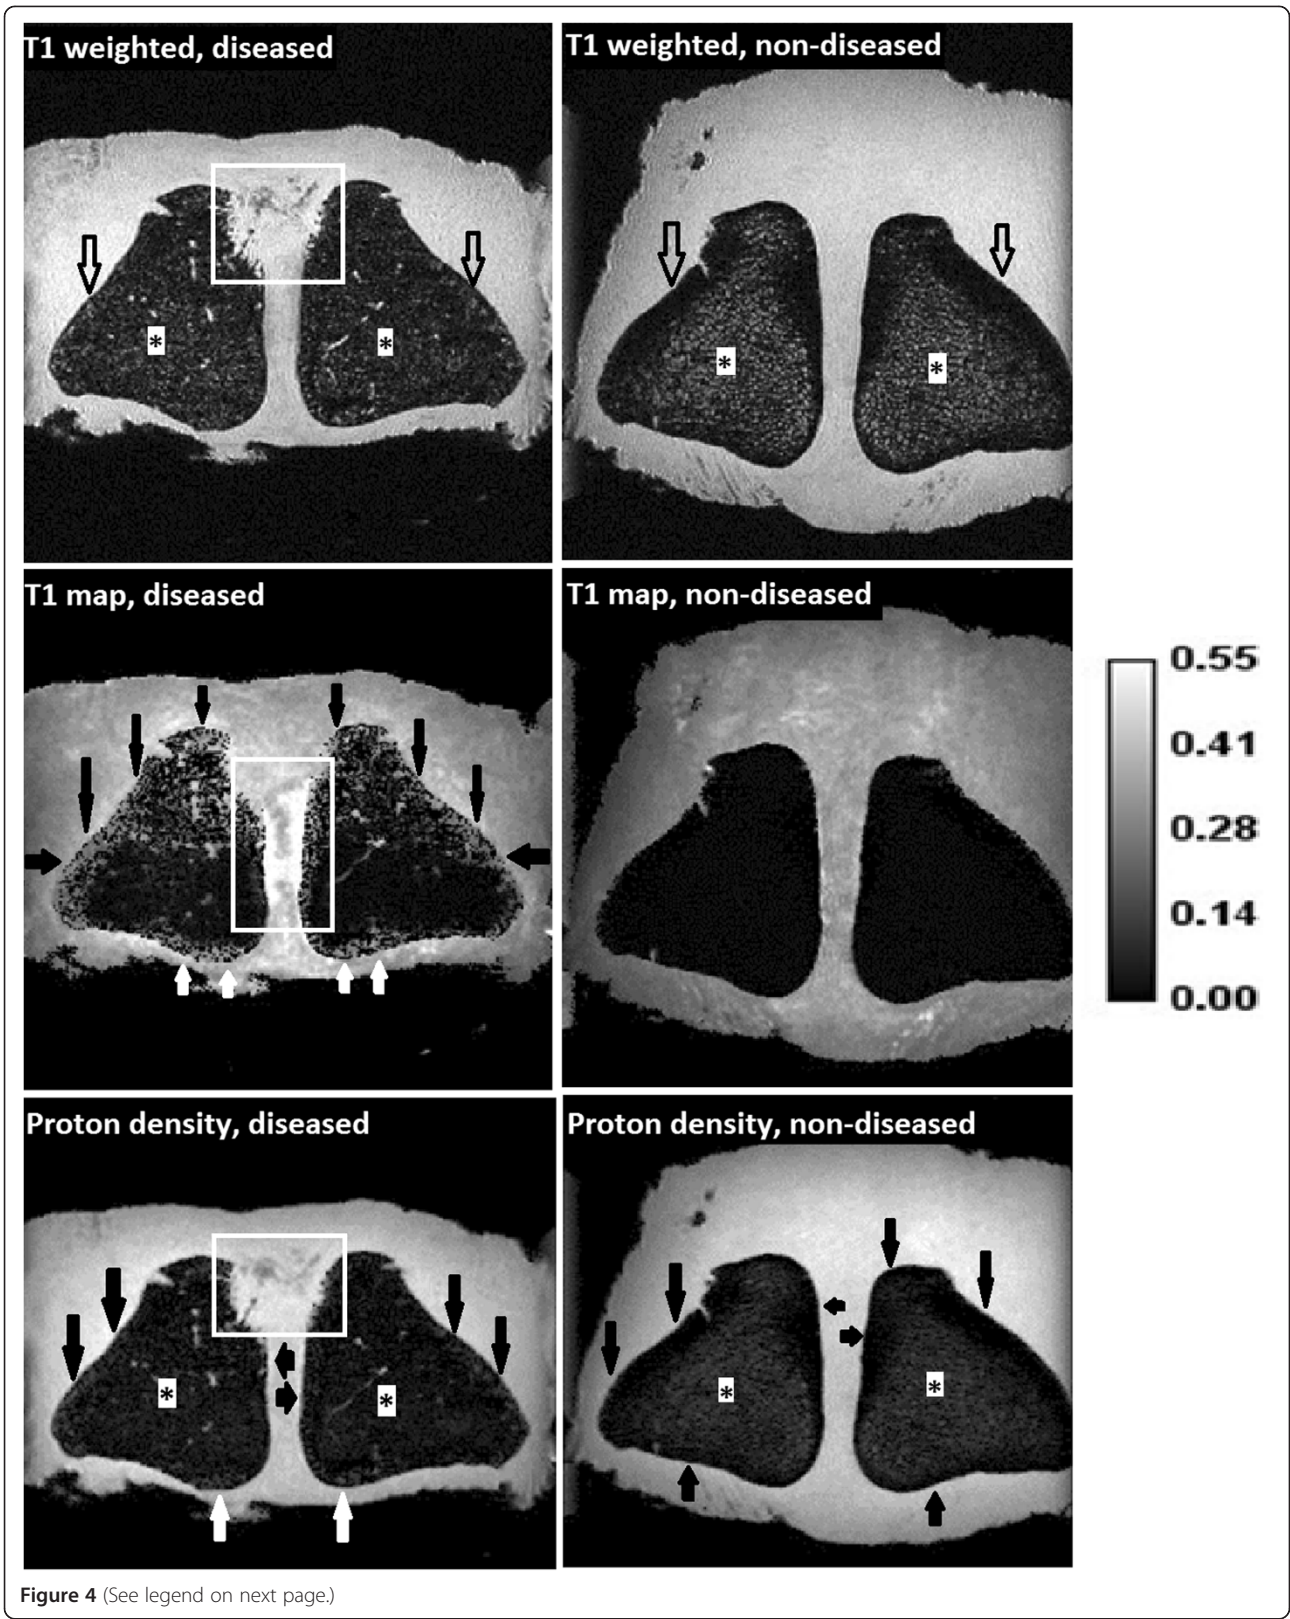 T1 weighted, diseased
T1 weighted, non-diseased
*
*
*
*
T1 map, diseased
T1 map, non-diseased
0.55
0.41
0.28
0.14
0.00
Proton density, diseased
Proton density, non-diseased
*
*
*
*
Figure 4 (See legend on next page.)